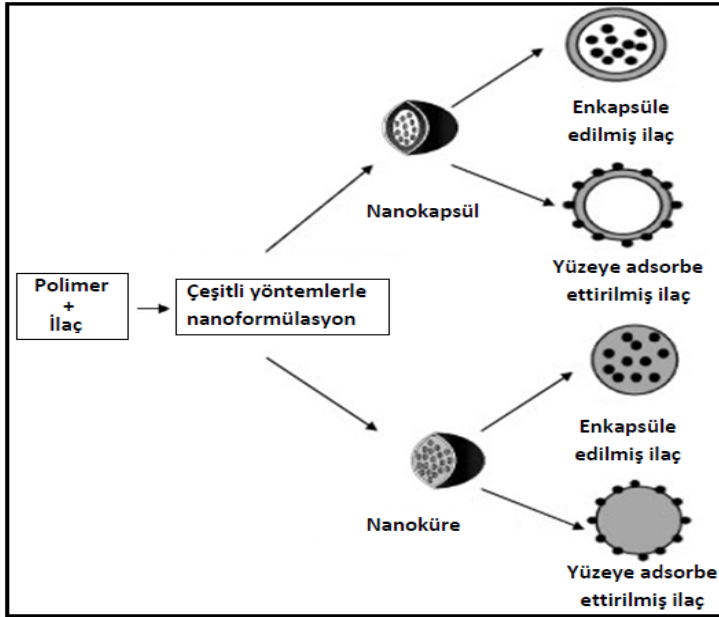 Polimer
+
İlaç
Çeşitli yöntemlerle
nanoformülasyon
Nanokapsül
Enkapsüle
edilmiş ilaç
Yüzeye adsorbe
ettirilmiş ilaç
Nanoküre
Enkapsüle
edilmiş ilaç
Yüzeye adsorbe
ettirilmiş ilaç